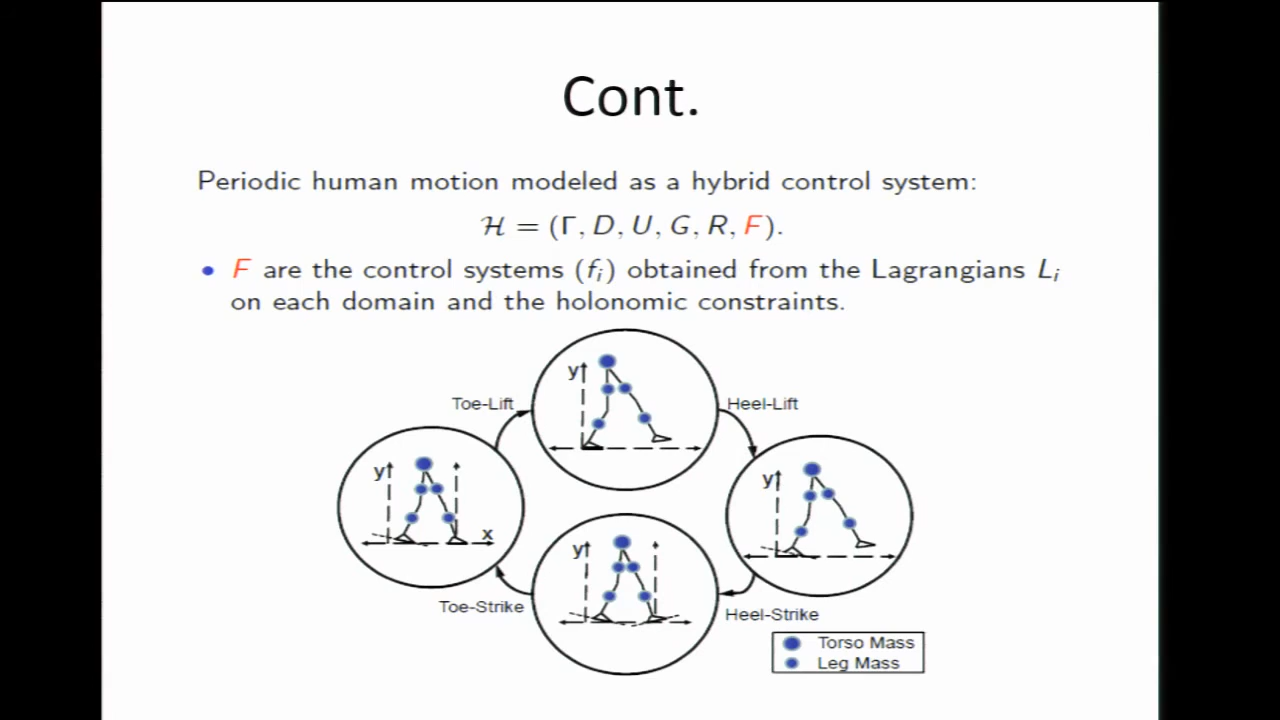 Cont.
Periodic human motion modeled as a hybrid control system:
ℋ = (Γ, D, U, G, R, F).
• F are the control systems (fᵢ) obtained from the Lagrangians Lᵢ
on each domain and the holonomic constraints.
y
Toe-Lift
Heel-Lift
y
x
y
y
Toe-Strike
Heel-Strike
Torso Mass
Leg Mass